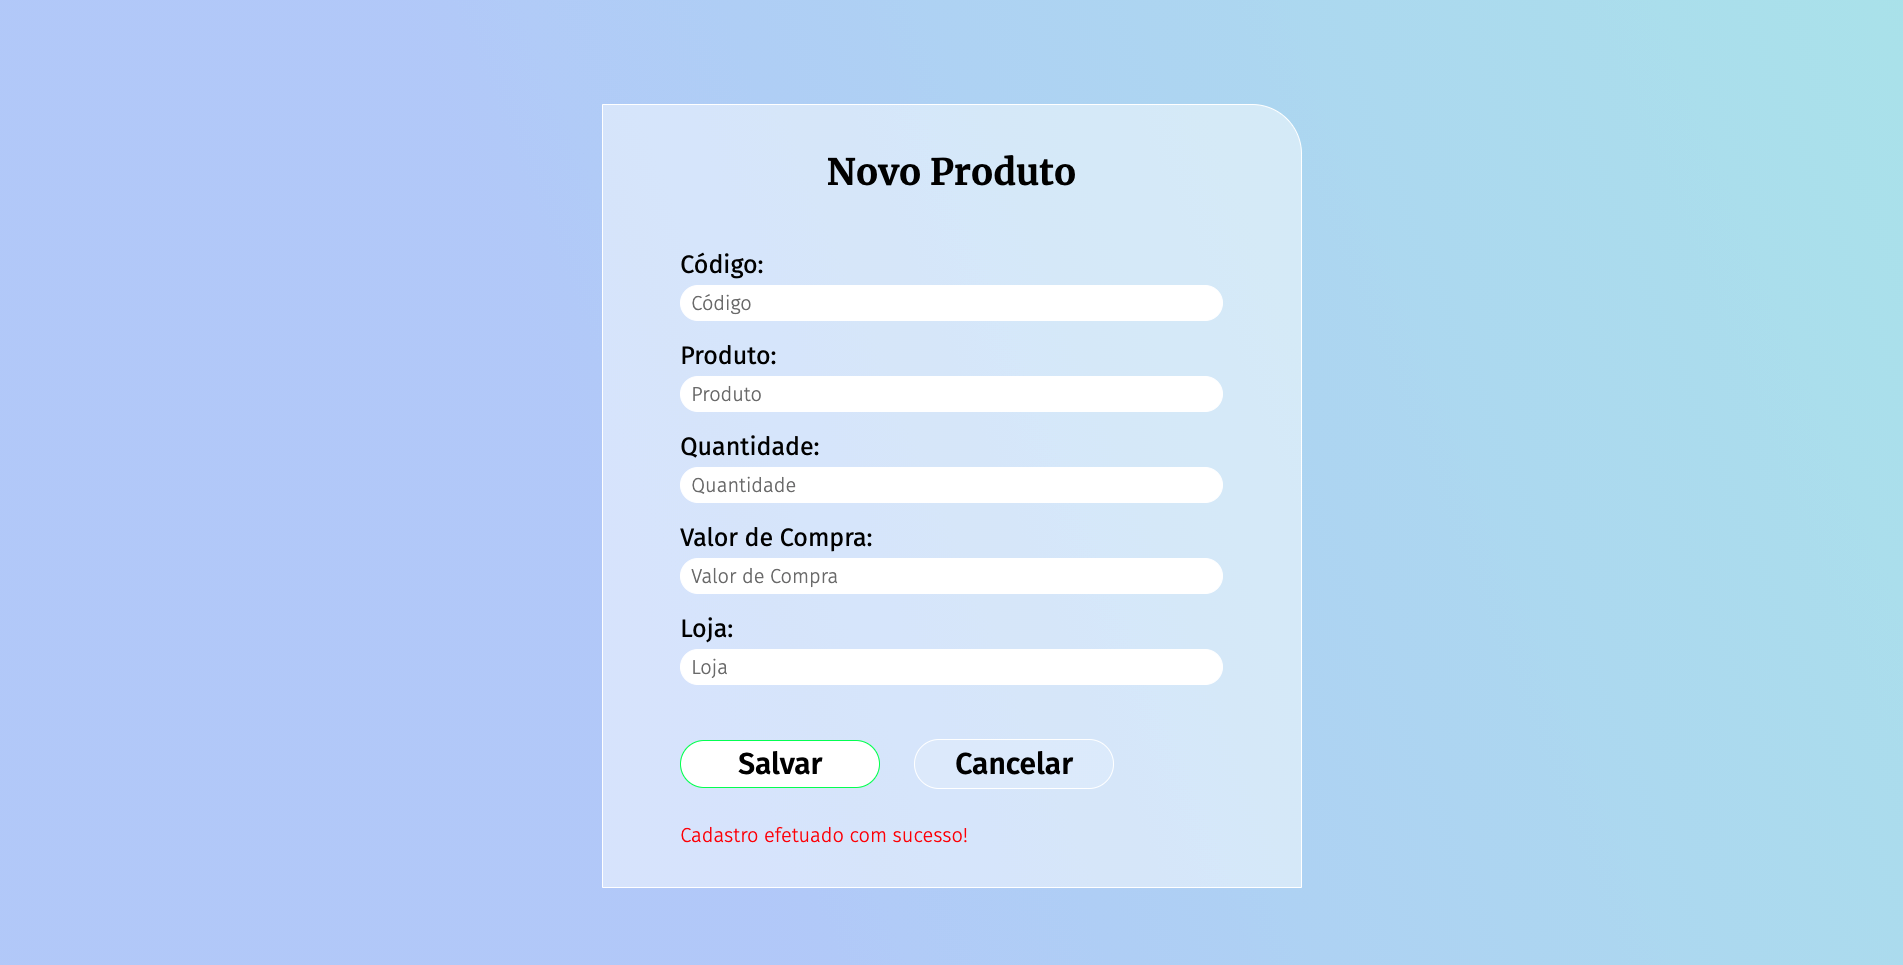 Novo Produto
Código:
Código
Produto:
Produto
Quantidade:
Quantidade
Valor de Compra:
Valor de Compra
Loja:
Loja
Salvar Cancelar
Cadastro efetuado com sucesso!